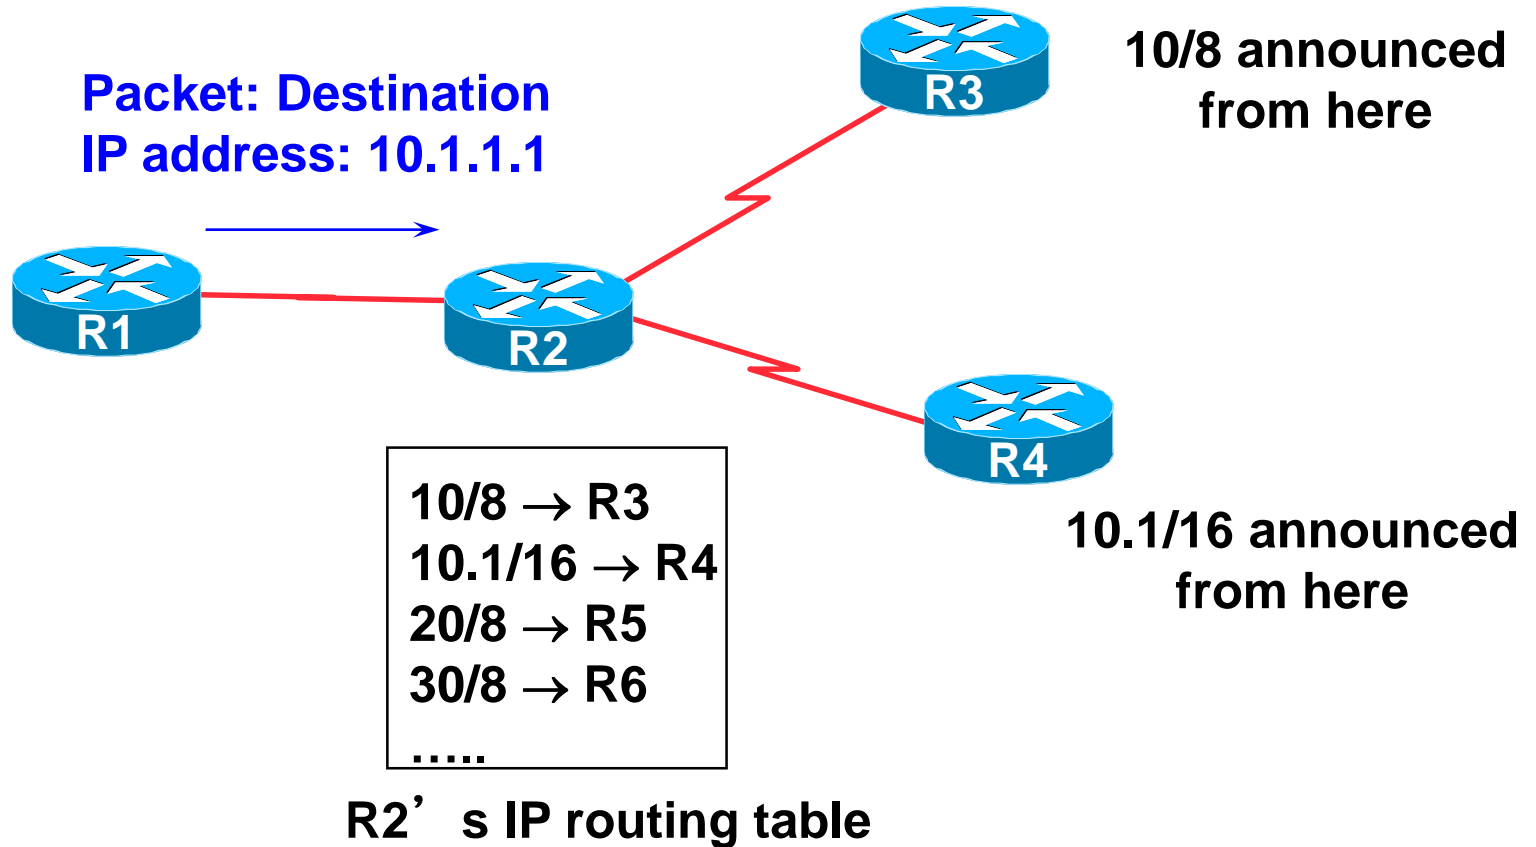 Packet: Destination
IP address: 10.1.1.1
R1
R2
R3
10/8 announced
from here
R4
10.1/16 announced
from here
10/8 → R3
10.1/16 → R4
20/8 → R5
30/8 → R6
…..
R2’s IP routing table